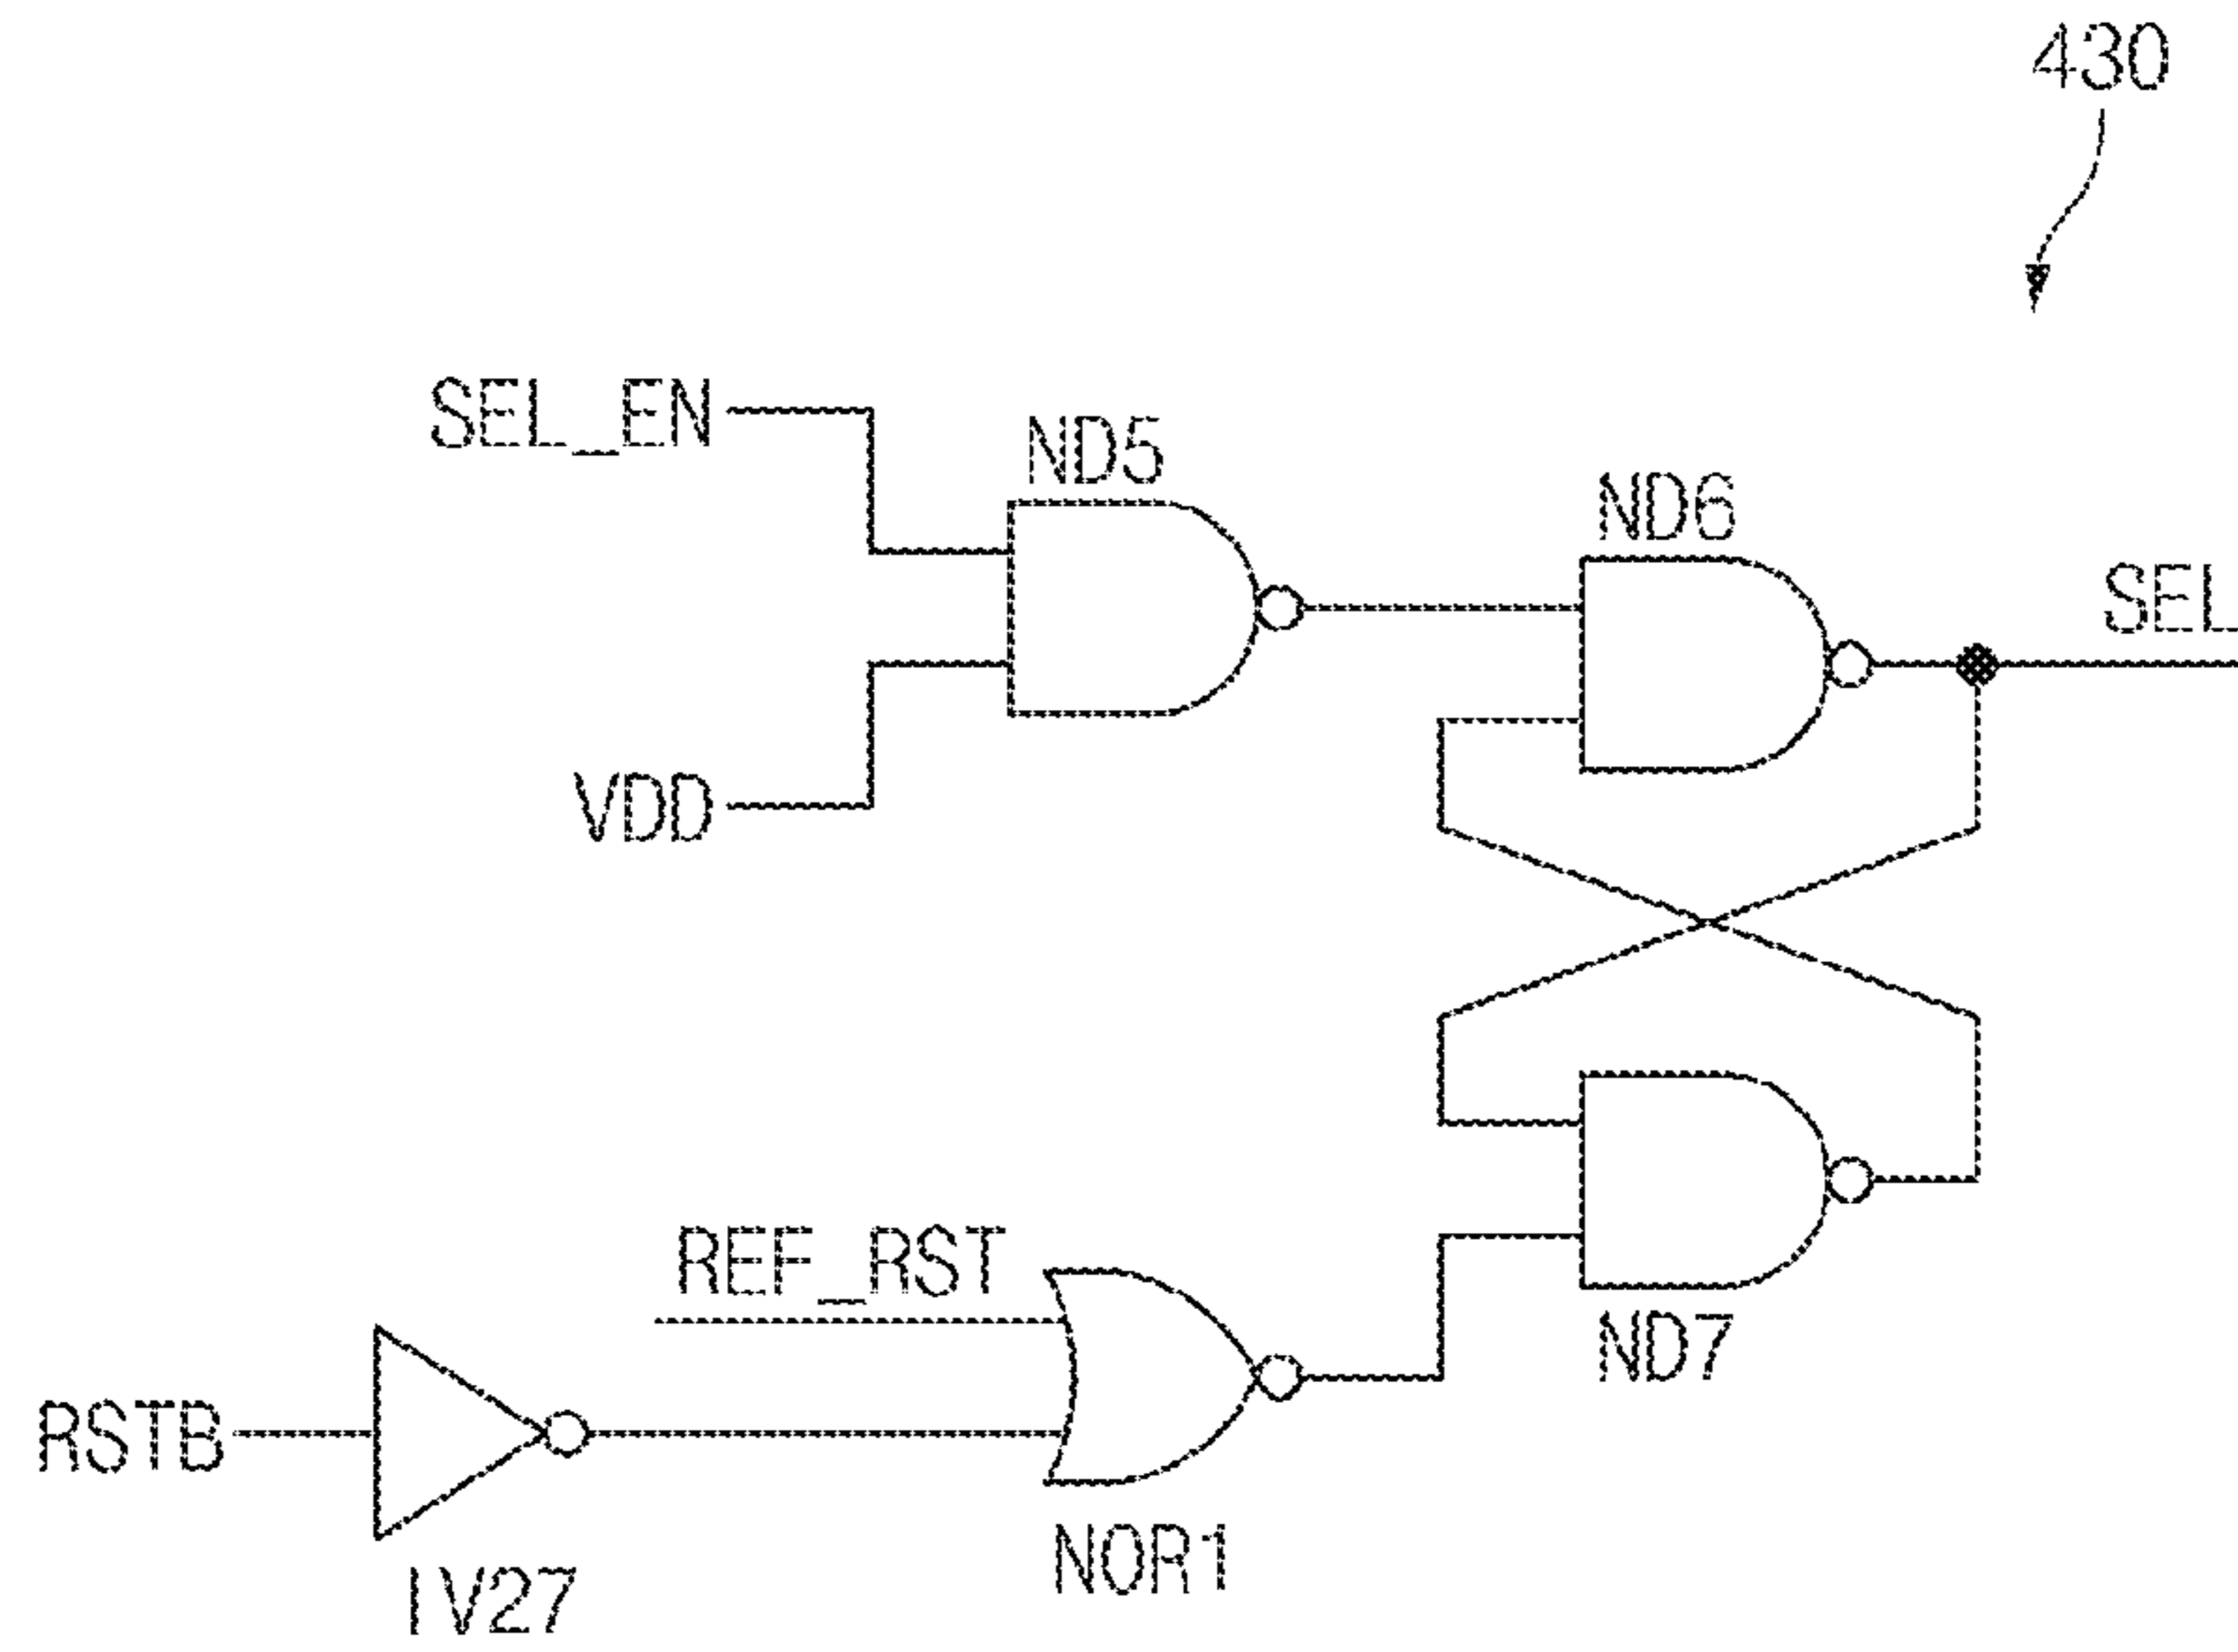 430
SEL_EN
ND5
ND6
SEL
VDD
REF_RST
ND7
RSTB
NOR1
IV27